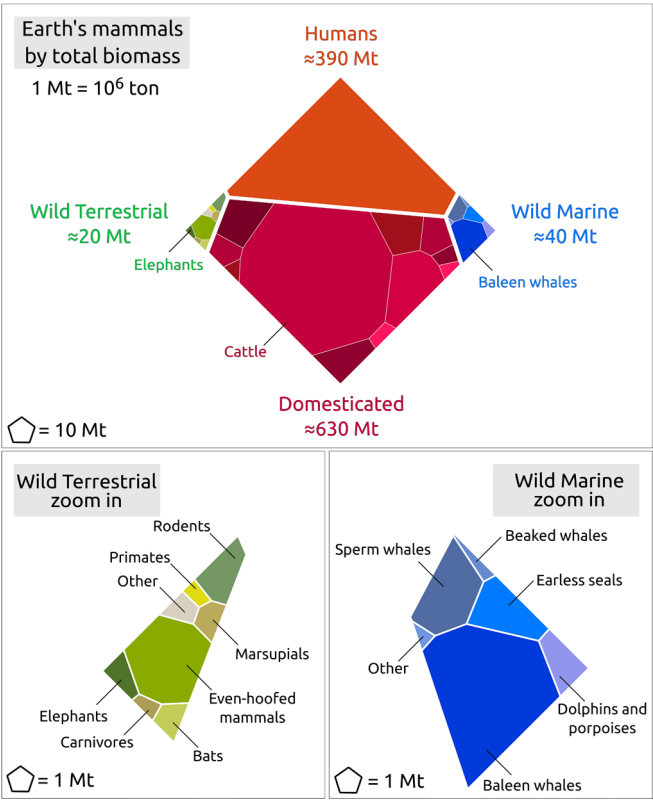 Earth's mammals
by total biomass
1 Mt = 10⁶ ton
Humans
≈390 Mt
Wild Terrestrial
≈20 Mt
Elephants
Wild Marine
≈40 Mt
Baleen whales
Cattle
Domesticated
≈630 Mt
= 10 Mt
Wild Terrestrial
zoom in
Rodents
Primates
Other
Marsupials
Even-hoofed
mammals
Elephants
Carnivores
Bats
= 1 Mt
Wild Marine
zoom in
Beaked whales
Sperm whales
Earless seals
Other
Dolphins and
porpoises
Baleen whales
= 1 Mt